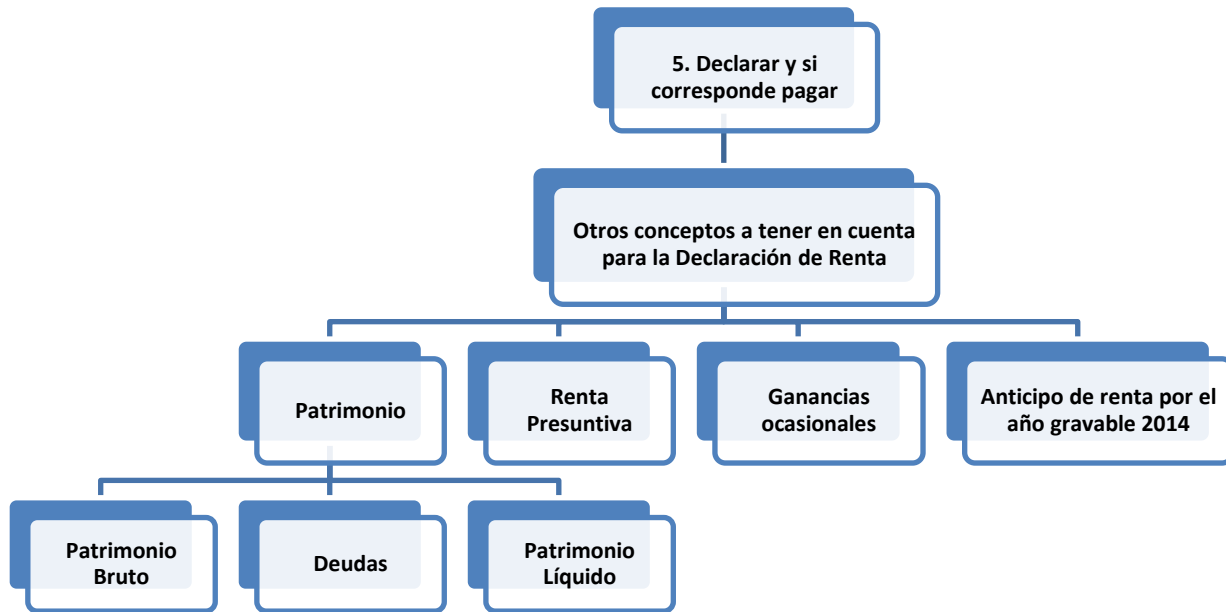 5. Declarar y si
corresponde pagar
Otros conceptos a tener en cuenta
para la Declaración de Renta
Patrimonio
Renta
Presuntiva
Ganancias
ocasionales
Anticipo de renta por el
año gravable 2014
Patrimonio
Bruto
Deudas
Patrimonio
Líquido